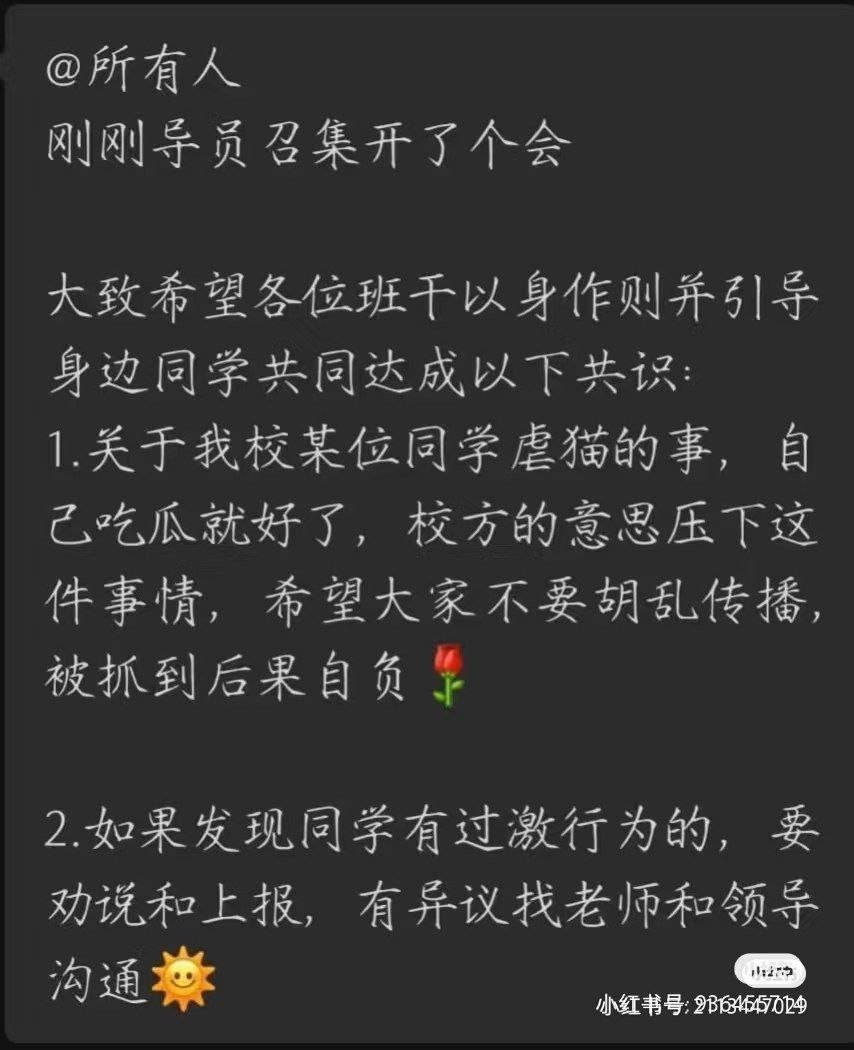 @所有人
刚刚导员召集开了个会
大致希望各位班干以身作则并引导
身边同学共同达成以下共识：
1.关于我校某位同学虐猫的事，自
己吃瓜就好了，校方的意思压下这
件事情，希望大家不要胡乱传播，
被抓到后果自负🌹
2.如果发现同学有过激行为的，要
劝说和上报，有异议找老师和领导
沟通🌞
小红书
小红书号: